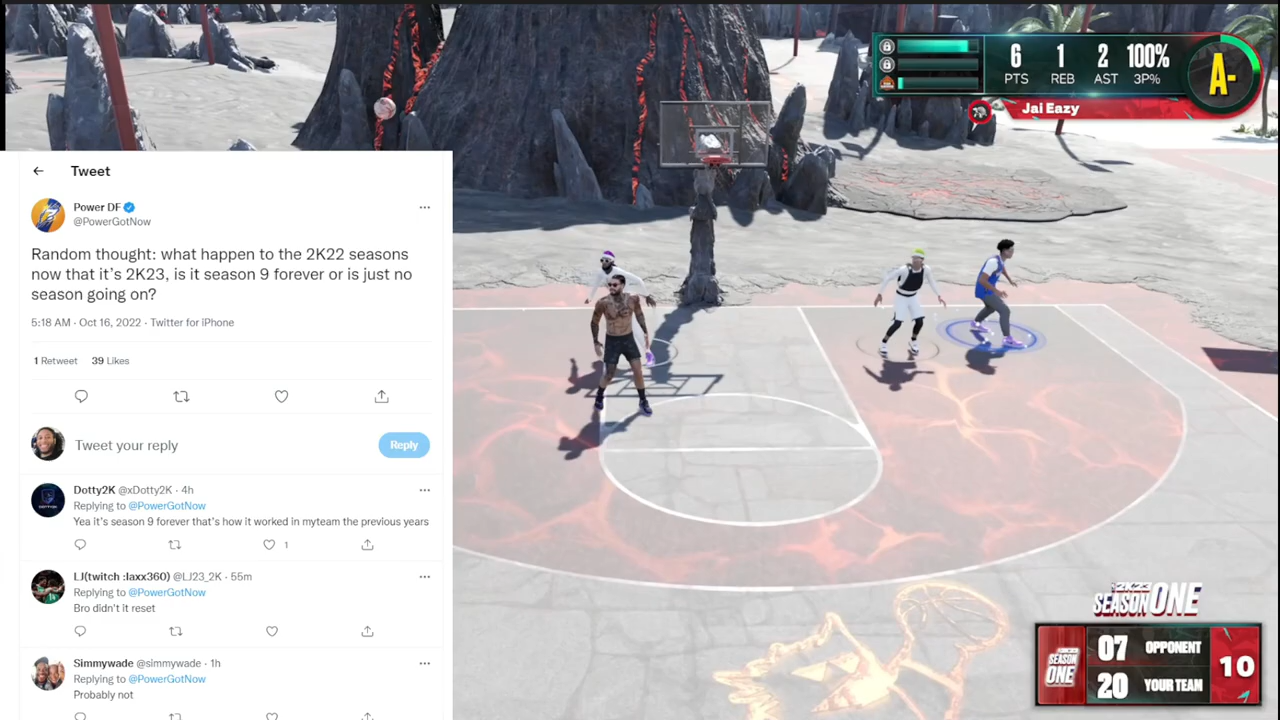 Tweet
Power DF
@PowerGotNow
Random thought: what happen to the 2K22 seasons
now that it's 2K23, is it season 9 forever or is just no
season going on?
5:18 AM · Oct 16, 2022 · Twitter for iPhone
1 Retweet 39 Likes
Tweet your reply
Reply
Dotty2K @xDotty2K · 4h
Replying to @PowerGotNow
Yea it's season 9 forever that's how it worked in myteam the previous years
1
LJ(twitch :laxx360) @LJ23_2K · 55m
Replying to @PowerGotNow
Bro didn't it reset
Simmywade @simmywade · 1h
Replying to @PowerGotNow
Probably not
6 1 2 100%
PTS REB AST 3P%
A-
Jai Eazy
2K23
SEASON ONE
SEASON
ONE
07 OPPONENT
20 YOUR TEAM
10